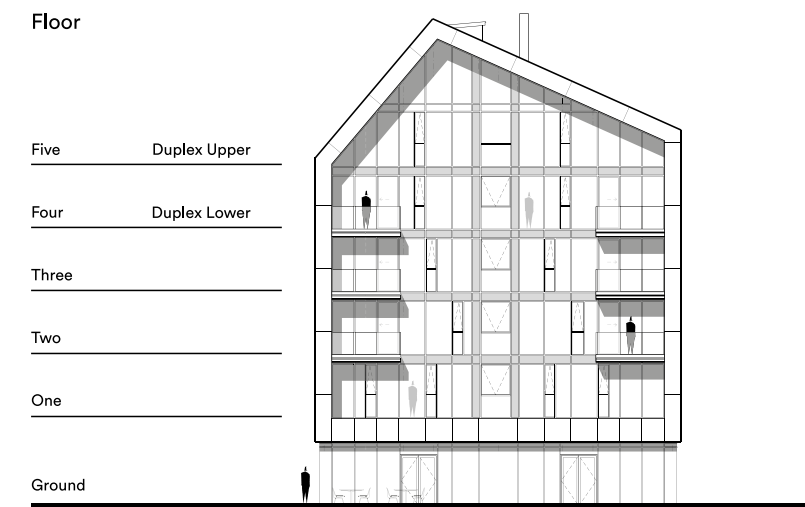 Floor
Five Duplex Upper
Four Duplex Lower
Three
Two
One
Ground